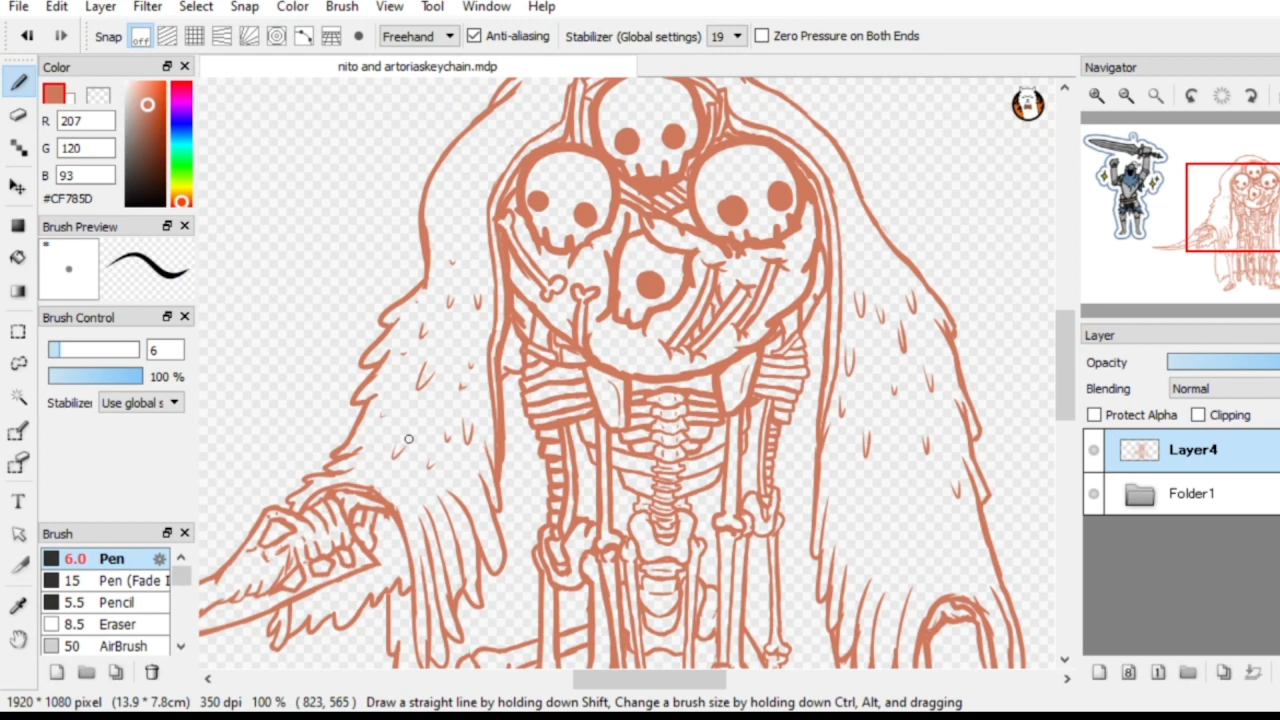 File Edit Layer Filter Select Snap Color Brush View Tool Window Help
Snap off Freehand Anti-aliasing Stabilizer (Global settings) 19 Zero Pressure on Both Ends
Color
nito and artoriaskeychain.mdp
Navigator
R 207
G 120
B 93
#CF785D
Brush Preview
Brush Control
6
100 %
Stabilizer Use global s
Layer
Opacity
Blending Normal
Protect Alpha Clipping
Layer4
Folder1
Brush
6.0 Pen
15 Pen (Fade I
5.5 Pencil
8.5 Eraser
50 AirBrush
8 1
1920 * 1080 pixel (13.9 * 7.8cm) 350 dpi 100 % ( 823, 565 ) Draw a straight line by holding down Shift, Change a brush size by holding down Ctrl, Alt, and dragging